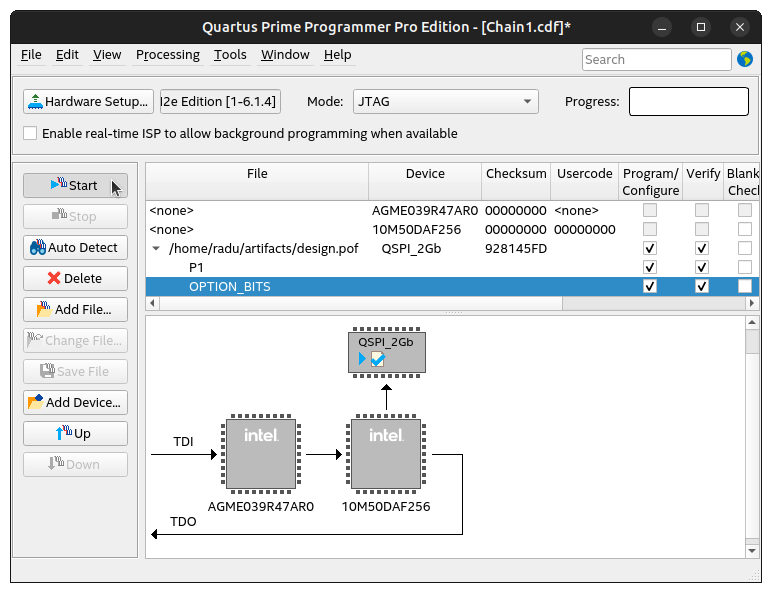 Quartus Prime Programmer Pro Edition - [Chain1.cdf]*
File Edit View Processing Tools Window Help
Search
Hardware Setup... I2e Edition [1-6.1.4] Mode: JTAG Progress:
Enable real-time ISP to allow background programming when available
Start
Stop
Auto Detect
Delete
Add File...
Change File...
Save File
Add Device...
Up
Down
File Device Checksum Usercode Program/ Verify Blank
Configure Check
<none> AGME039R47AR0 00000000 <none>
<none> 10M50DAF256 00000000 00000000
/home/radu/artifacts/design.pof QSPI_2Gb 928145FD
P1
OPTION_BITS
QSPI_2Gb
intel intel
TDI
AGME039R47AR0 10M50DAF256
TDO